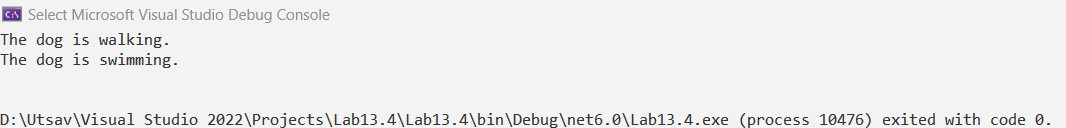 Select Microsoft Visual Studio Debug Console
The dog is walking.
The dog is swimming.
D:\Utsav\Visual Studio 2022\Projects\Lab13.4\Lab13.4\bin\Debug\net6.0\Lab13.4.exe (process 10476) exited with code 0.